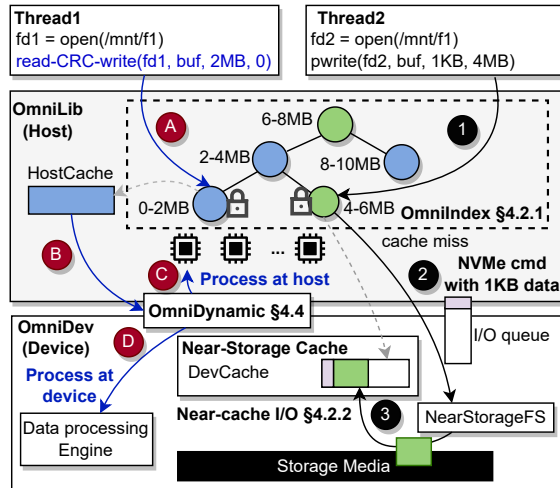 Thread1
fd1 = open(/mnt/f1)
read-CRC-write(fd1, buf, 2MB, 0)
Thread2
fd2 = open(/mnt/f1)
pwrite(fd2, buf, 1KB, 4MB)
OmniLib
(Host)
A
6-8MB
1
2-4MB
8-10MB
HostCache
0-2MB
4-6MB
OmniIndex §4.2.1
cache miss
...
B
C
Process at host
2
NVMe cmd
with 1KB data
OmniDynamic §4.4
I/O queue
OmniDev
(Device)
D
Process at
device
Near-Storage Cache
DevCache
Near-cache I/O §4.2.2
3
NearStorageFS
Data processing
Engine
Storage Media